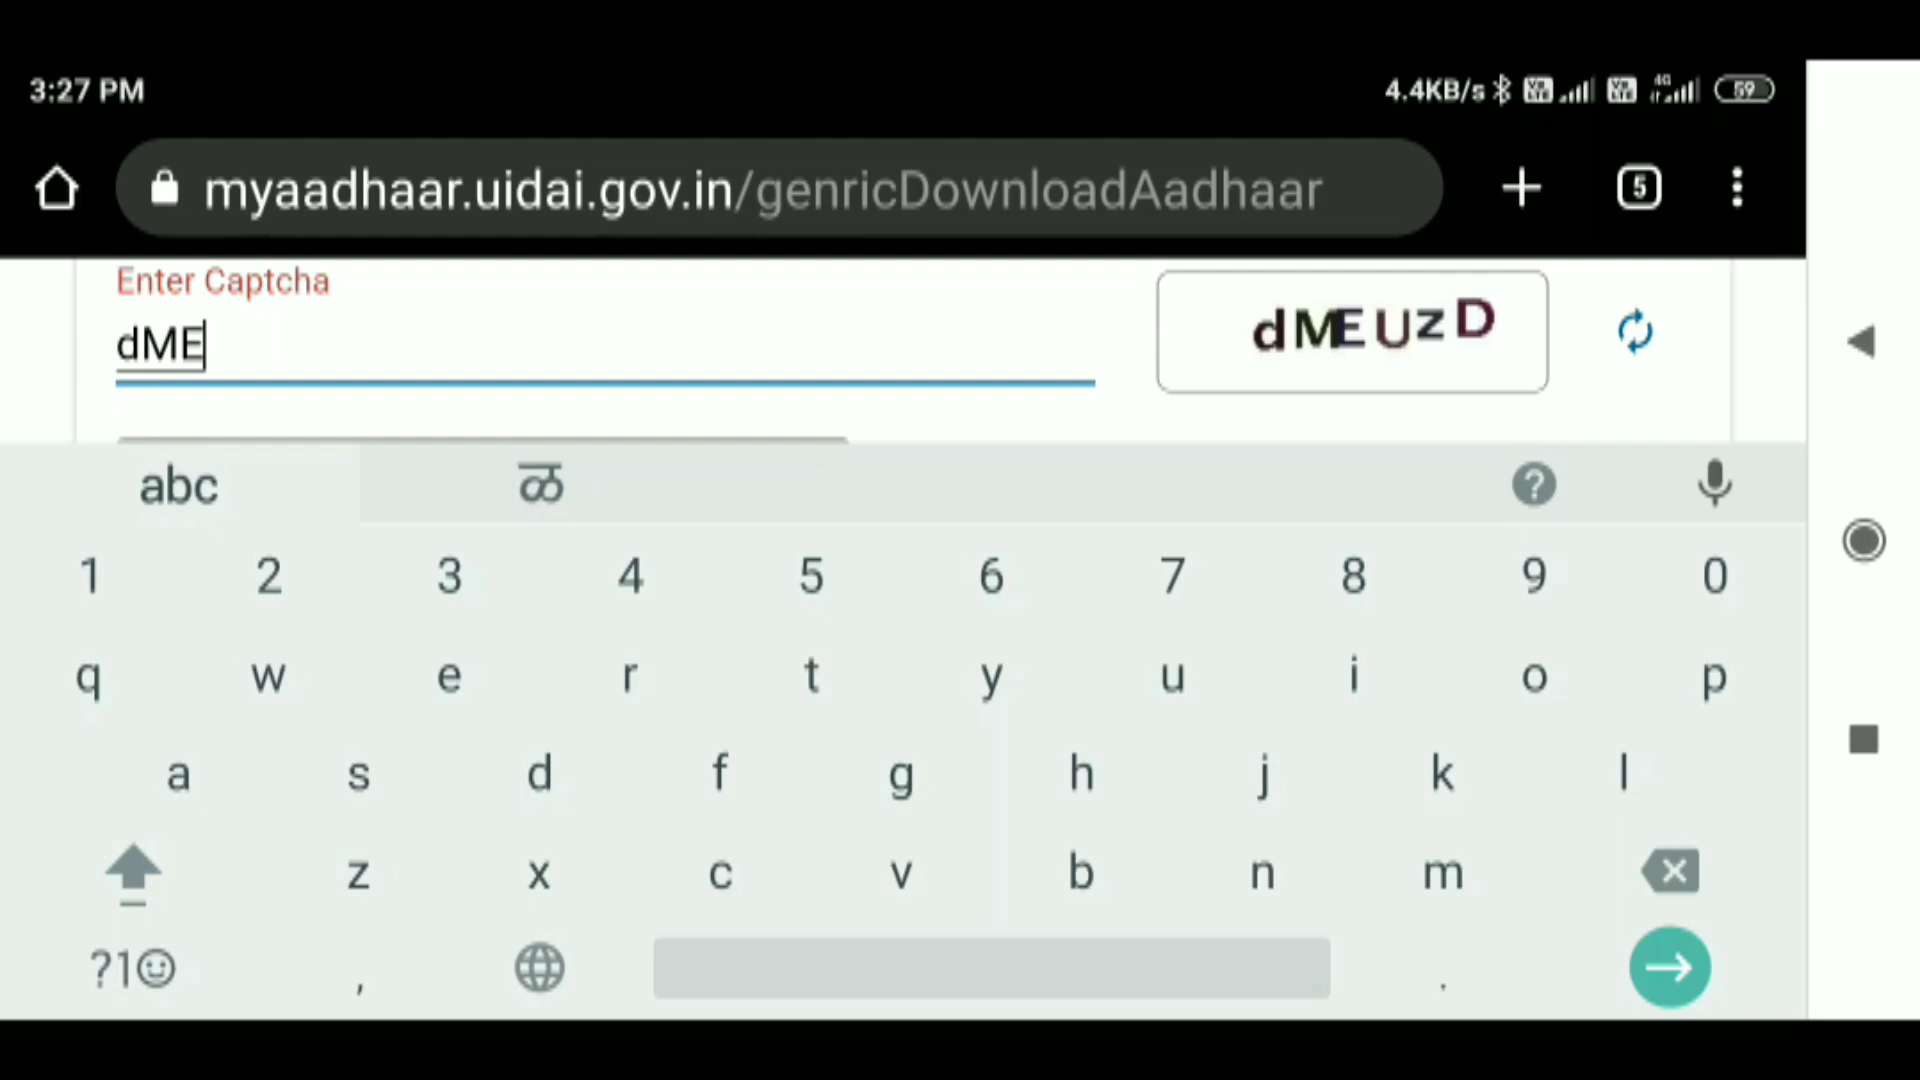 3:27 PM 4.4KB/s 4G 59
myaadhaar.uidai.gov.in/genricDownloadAadhaar 5
Enter Captcha
dME dMEUzD
abc ळ ?
1 2 3 4 5 6 7 8 9 0
q w e r t y u i o p
a s d f g h j k l
z x c v b n m
?1☺ , .